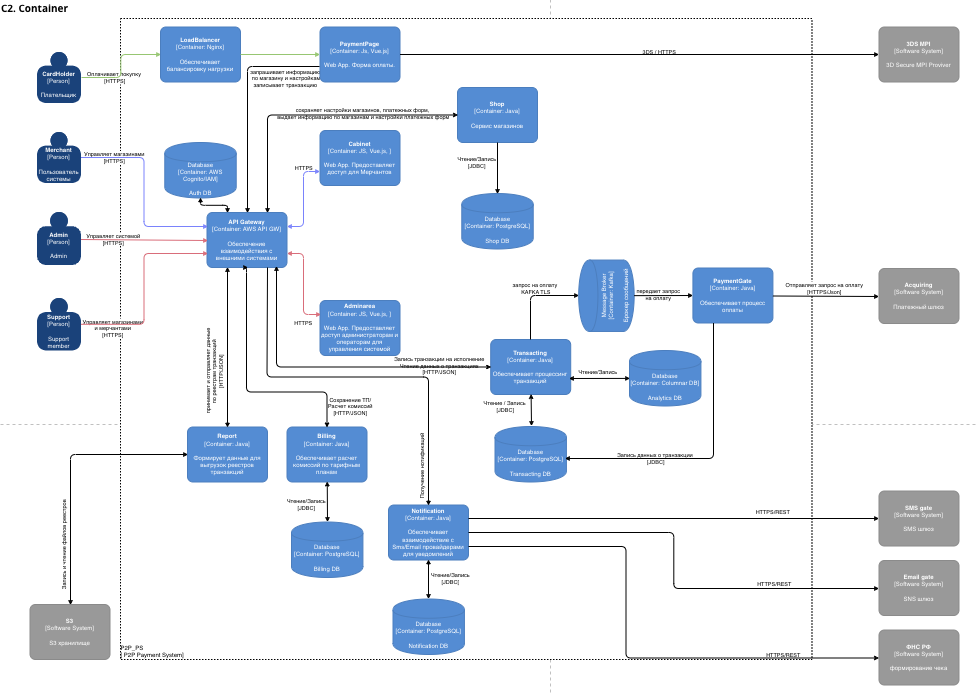 C2. Container
CardHolder
[Person]
Плательщик
Оплачивает покупку
[HTTPS]
LoadBalancer
[Container: Nginx]
Обеспечивает
балансировку нагрузки
PaymentPage
[Container: Js, Vue.js]
Web App. Форма оплаты.
3DS / HTTPS
3DS MPI
[Software System]
3D Secure MPI Proviver
запрашивает информацию
по магазину и настройкам
записывает транзакцию
сохраняет настройки магазинов, платежных форм,
выдает информацию по магазинам и настройки платежных форм
Shop
[Container: Java]
Сервис магазинов
Merchant
[Person]
Пользователь
системы
Управляет магазинами
[HTTPS]
Database
[Container: AWS
Cognito/IAM]
Auth DB
HTTPS
Cabinet
[Container: JS, Vue.js, ]
Web App. Предоставляет
доступ для Мерчантов
Чтение/Запись
[JDBC]
Database
[Container: PostgreSQL]
Shop DB
Admin
[Person]
Admin
Управляет системой
[HTTPS]
API Gateway
[Container: AWS API GW]
Обеспечение
взаимодействия с
внешними системами
Support
[Person]
Support
member
Управляет магазинами
и мерчантами
[HTTPS]
HTTPS
Adminarea
[Container: JS, Vue.js, ]
Web App. Предоставляет
доступ администраторам и
операторам для
управления системой
запрос на оплату
KAFKA TLS
Message Broker
[Container: Kafka]
Брокер сообщений
передает запрос
на оплату
PaymentGate
[Container: Java]
Обеспечивает процесс
оплаты
Отправляет запрос на оплату
[HTTPS\Json]
Acquiring
[Software System]
Платежный шлюз
принимает и отправляет данные
по реестрам транзакций
[HTTP/JSON]
Запись транзакции на исполнение
Чтение данных о транзакциях
[HTTP/JSON]
Transacting
[Container: Java]
Обеспечивает процессинг
транзакций
Чтение/Запись
Database
[Container: Columnar DB]
Analytics DB
Сохранение ТП/
Расчет комиссий
[HTTP/JSON]
Чтение / Запись
[JDBC]
Database
[Container: PostgreSQL]
Transacting DB
Запись данных о транзакции
[JDBC]
Report
[Container: Java]
Формирует данные для
выгрузок реестров
транзакций
Billing
[Container: Java]
Обеспечивает расчет
комиссий по тарифным
планам
Получение нотификаций
Запись и чтение файлов реестров
Чтение/Запись
[JDBC]
Database
[Container: PostgreSQL]
Billing DB
Notification
[Container: Java]
Обеспечивает
взаимодействие с
Sms/Email провайдерами
для уведомлений
HTTPS/REST
SMS gate
[Software System]
SMS шлюз
Чтение/Запись
[JDBC]
Database
[Container: PostgreSQL]
Notification DB
HTTPS/REST
Email gate
[Software System]
SNS шлюз
S3
[Software System]
S3 хранилище
P2P_PS
[ P2P Payment System]
HTTPS/REST
ФНС РФ
[Software System]
формирование чека